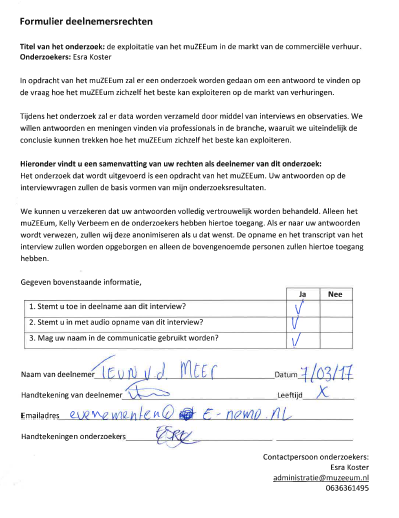 Formulier deelnemersrechten
Titel van het onderzoek: de exploitatie van het muZEEum in de markt van de commerciële verhuur.
Onderzoekers: Esra Koster
In opdracht van het muZEEum zal er een onderzoek worden gedaan om een antwoord te vinden op
de vraag hoe het muZEEum zichzelf het beste kan exploiteren op de markt van verhuringen.
Tijdens het onderzoek zal er data worden verzameld door middel van interviews en observaties. We
willen antwoorden en meningen vinden via professionals in de branche, waaruit we uiteindelijk de
conclusie kunnen trekken hoe het muZEEum zichzelf het beste kan exploiteren.
Hieronder vindt u een samenvatting van uw rechten als deelnemer van dit onderzoek:
Het onderzoek dat wordt uitgevoerd is een opdracht van het muZEEum. Uw antwoorden op de
interviewvragen zullen de basis vormen van mijn onderzoeksresultaten.
We kunnen u verzekeren dat uw antwoorden volledig vertrouwelijk worden behandeld. Alleen het
muZEEum, Kelly Verbeem en de onderzoekers hebben hiertoe toegang. Als er naar uw antwoorden
wordt verwezen, zullen wij deze anonimiseren als u dat wenst. De opname en het transcript van het
interview zullen worden opgeborgen en alleen de bovengenoemde personen zullen hiertoe toegang
hebben.
Gegeven bovenstaande informatie,
Ja Nee
1. Stemt u toe in deelname aan dit interview?
2. Stemt u in met audio opname van dit interview?
3. Mag uw naam in de communicatie gebruikt worden?
Naam van deelnemer TEUN v.d. MEER Datum 7/03/17
Handtekening van deelnemer Leeftijd X
Emailadres evenementen@ E-nomo.NL
Handtekeningen onderzoekers
Contactpersoon onderzoekers:
Esra Koster
administratie@muzeeum.nl
0636361495